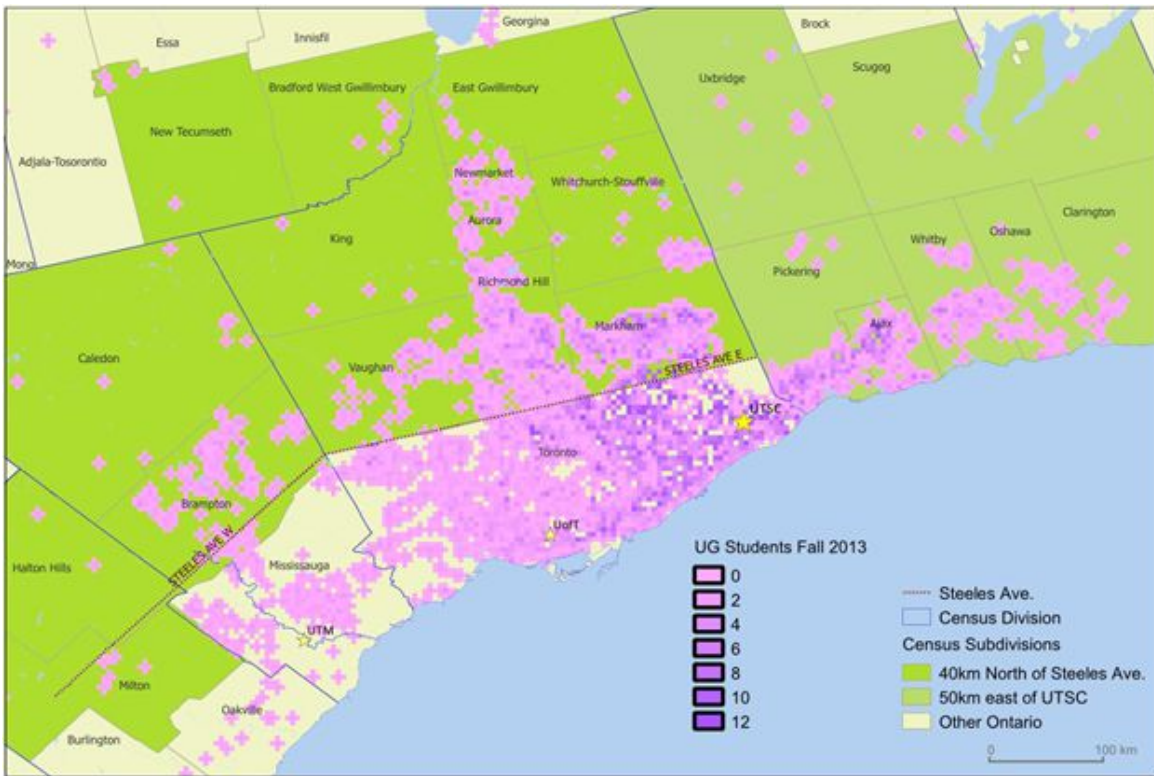 Georgina
Brock
Essa
Innisfil
Scugog
Uxbridge
Bradford West Gwillimbury
East Gwillimbury
New Tecumseth
Adjala-Tosorontio
Newmarket
Whitchurch-Stouffville
Aurora
Clarington
King
Whitby
Oshawa
Mono
Pickering
Richmond Hill
Markham
Ajax
Caledon
Vaughan
STEELES AVE E
UTSC
Toronto
Brampton
UofT
STEELES AVE W
Halton Hills
Mississauga
UTM
Milton
Oakville
Burlington
UG Students Fall 2013
0
2
4
6
8
10
12
Steeles Ave.
Census Division
Census Subdivisions
40km North of Steeles Ave.
50km east of UTSC
Other Ontario
0 100 km